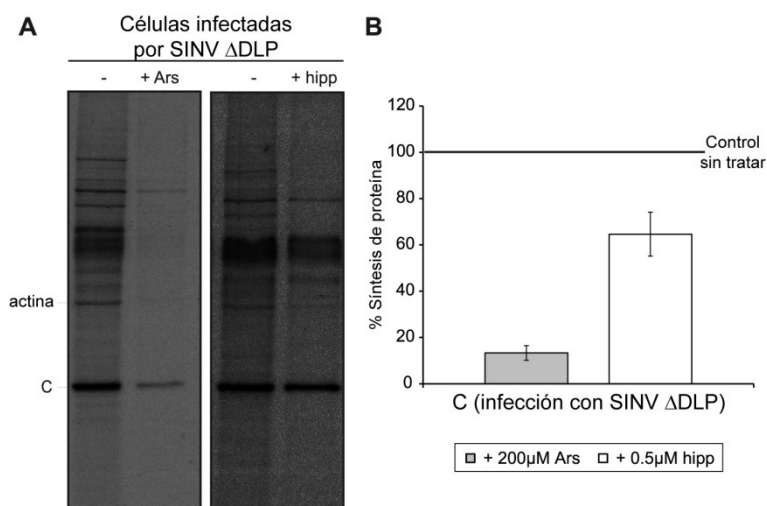 A
Células infectadas
por SINV ΔDLP
- + Ars - + hipp
actina
C
B
% Síntesis de proteína
120
100
80
60
40
20
0
Control
sin tratar
C (infección con SINV ΔDLP)
+ 200µM Ars + 0.5µM hipp